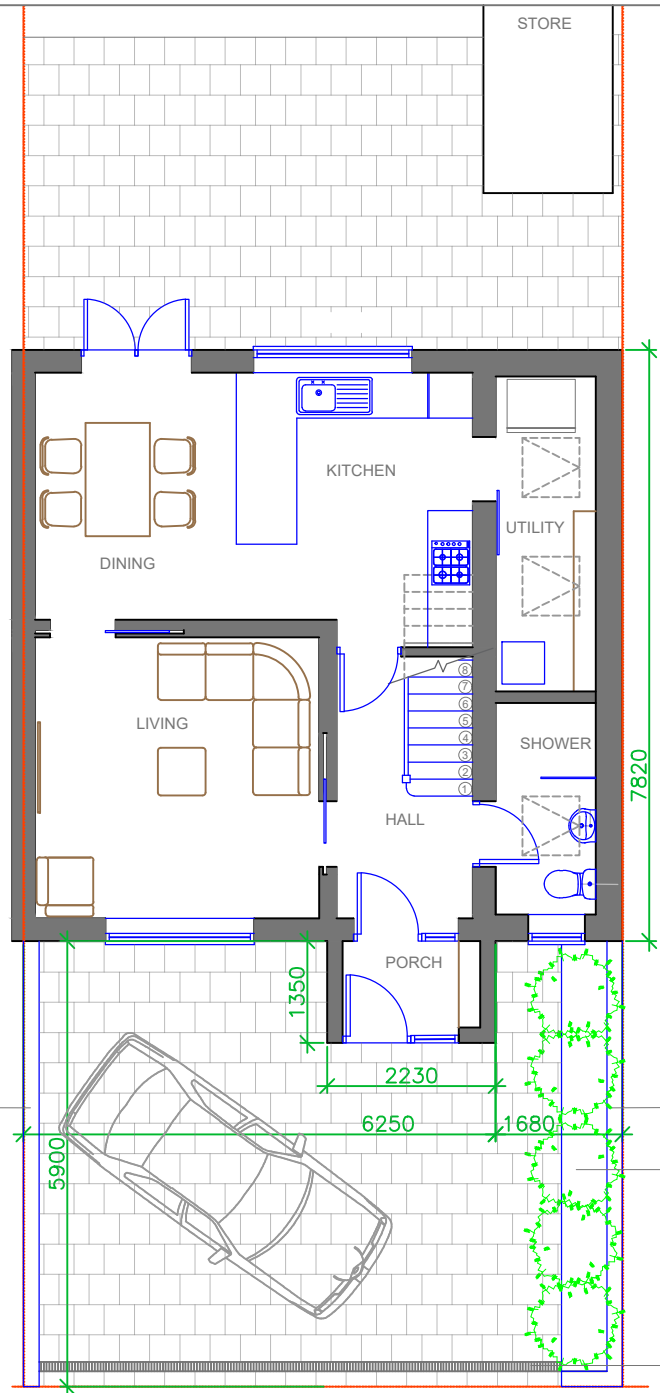 STORE
KITCHEN
UTILITY
DINING
8
7
6
5
4
3
2
1
LIVING
SHOWER
7820
HALL
PORCH
1350
2230
6250
1680
5900